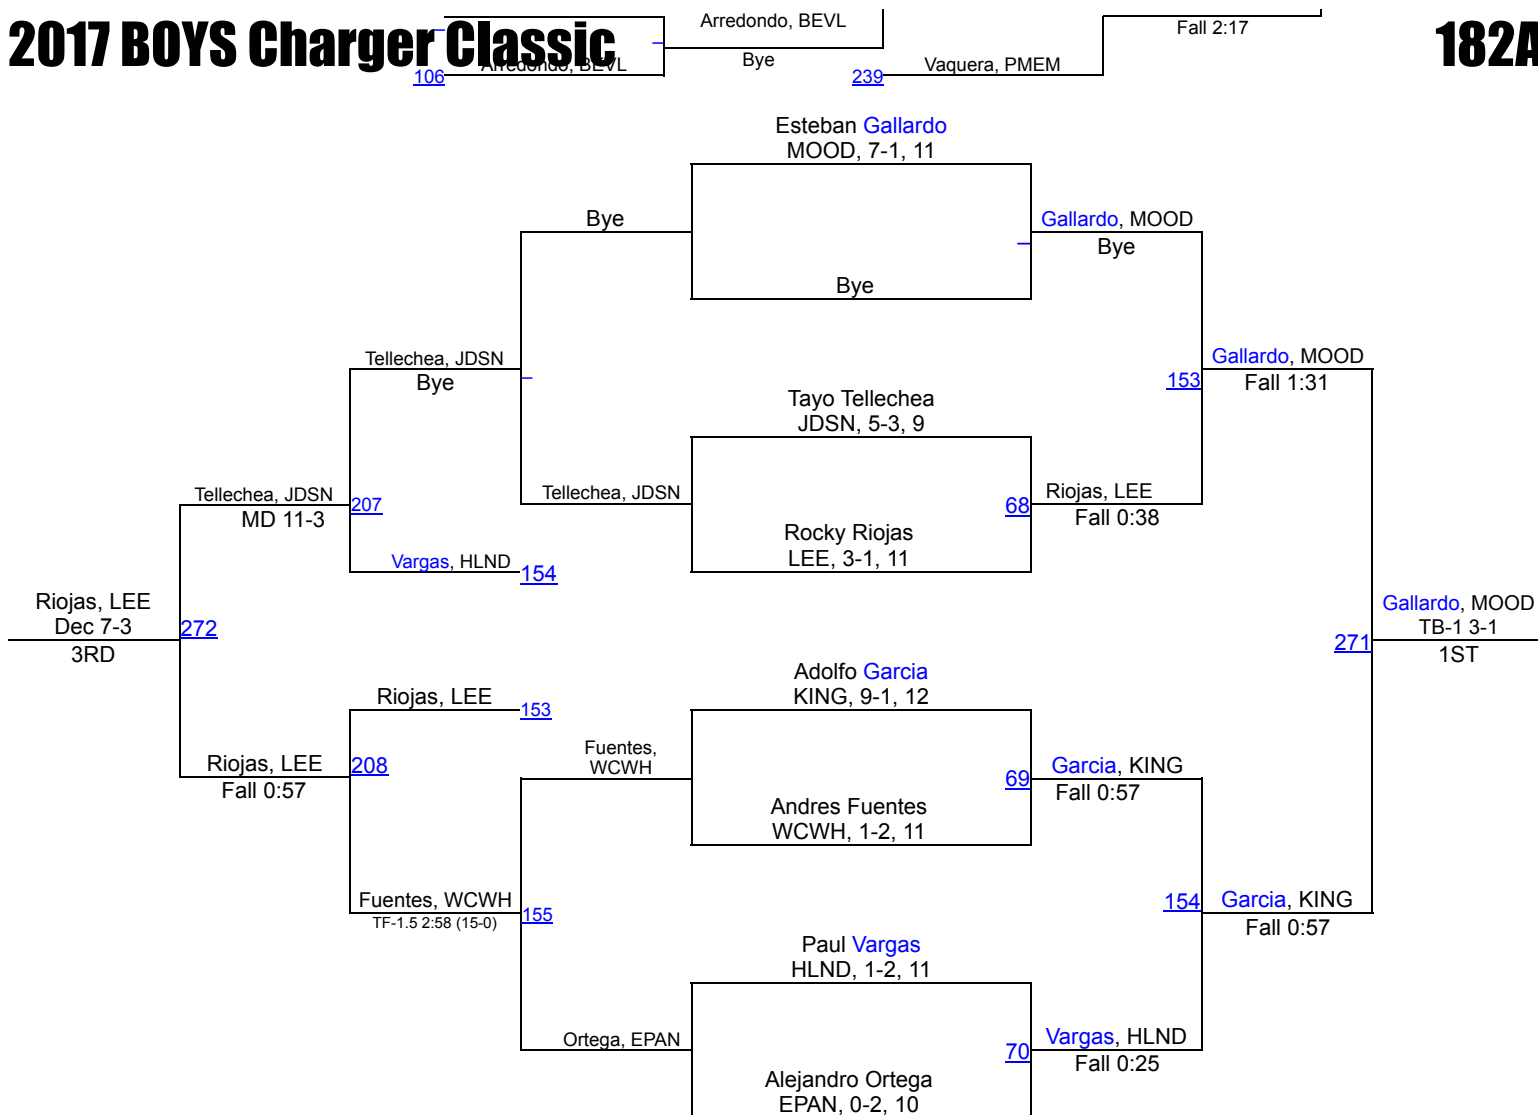 2017 BOYS Charger Classic
182A
Arredondo, BEVL
Bye
Arredondo, BEVL
106
Fall 2:17
239
Vaquera, PMEM
Esteban Gallardo
MOOD, 7-1, 11
Bye
Gallardo, MOOD
Bye
Bye
Tellechea, JDSN
Bye
Gallardo, MOOD
153
Fall 1:31
Tayo Tellechea
JDSN, 5-3, 9
Tellechea, JDSN
MD 11-3
207
Tellechea, JDSN
68
Riojas, LEE
Fall 0:38
Rocky Riojas
LEE, 3-1, 11
Vargas, HLND
154
Riojas, LEE
Dec 7-3
272
3RD
Gallardo, MOOD
TB-1 3-1
271
1ST
Adolfo Garcia
KING, 9-1, 12
Riojas, LEE
153
Fuentes,
WCWH
Riojas, LEE
208
Fall 0:57
69
Garcia, KING
Fall 0:57
Andres Fuentes
WCWH, 1-2, 11
Fuentes, WCWH
155
TF-1.5 2:58 (15-0)
154
Garcia, KING
Fall 0:57
Paul Vargas
HLND, 1-2, 11
Ortega, EPAN
70
Vargas, HLND
Fall 0:25
Alejandro Ortega
EPAN, 0-2, 10